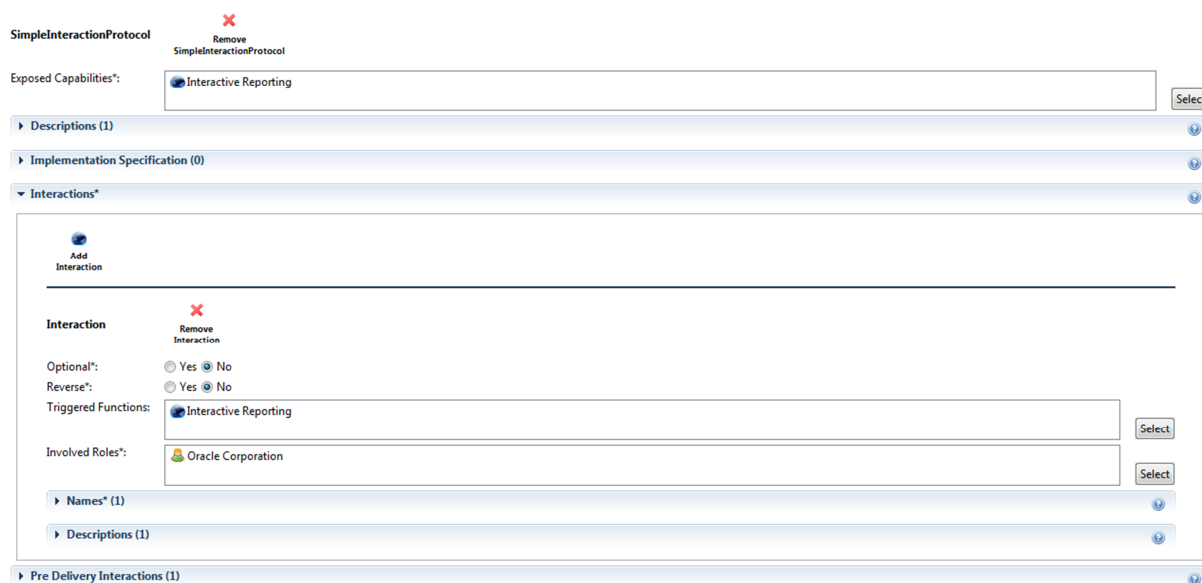 SimpleInteractionProtocol
Remove
SimpleInteractionProtocol
Exposed Capabilities*:
Interactive Reporting
Selec
Descriptions (1)
Implementation Specification (0)
Interactions*
Add
Interaction
Interaction
Remove
Interaction
Optional*:
Yes No
Reverse*:
Yes No
Triggered Functions:
Interactive Reporting
Select
Involved Roles*:
Oracle Corporation
Select
Names* (1)
Descriptions (1)
Pre Delivery Interactions (1)